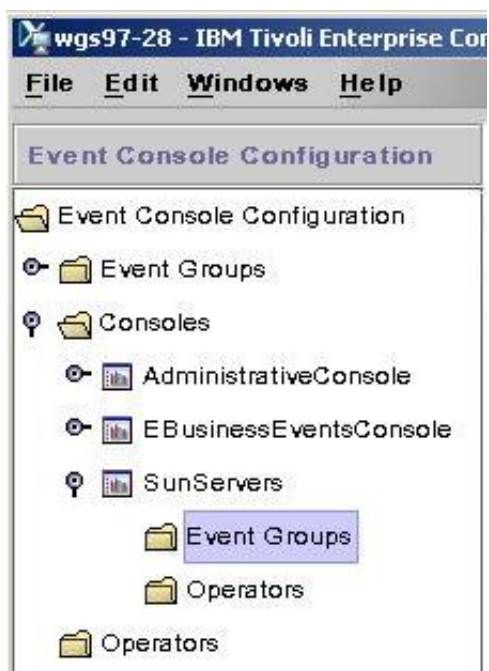 wgs97-28 - IBM Tivoli Enterprise Co
File Edit Windows Help
Event Console Configuration
Event Console Configuration
Event Groups
Consoles
AdministrativeConsole
EBusinessEventsConsole
SunServers
Event Groups
Operators
Operators